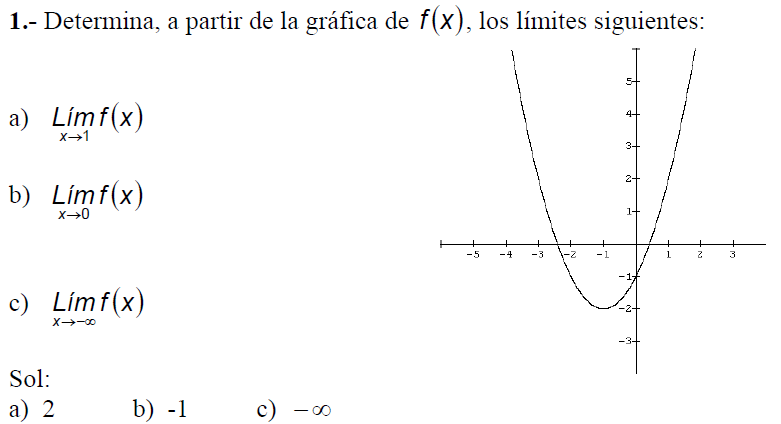 1.- Determina, a partir de la gráfica de f(x), los límites siguientes:
a) Lím f(x)
x→1
b) Lím f(x)
x→0
c) Lím f(x)
x→-∞
5
4
3
2
1
-5 -4 -3 -2 -1 1 2 3
-1
-2
-3
Sol:
a) 2 b) -1 c) -∞